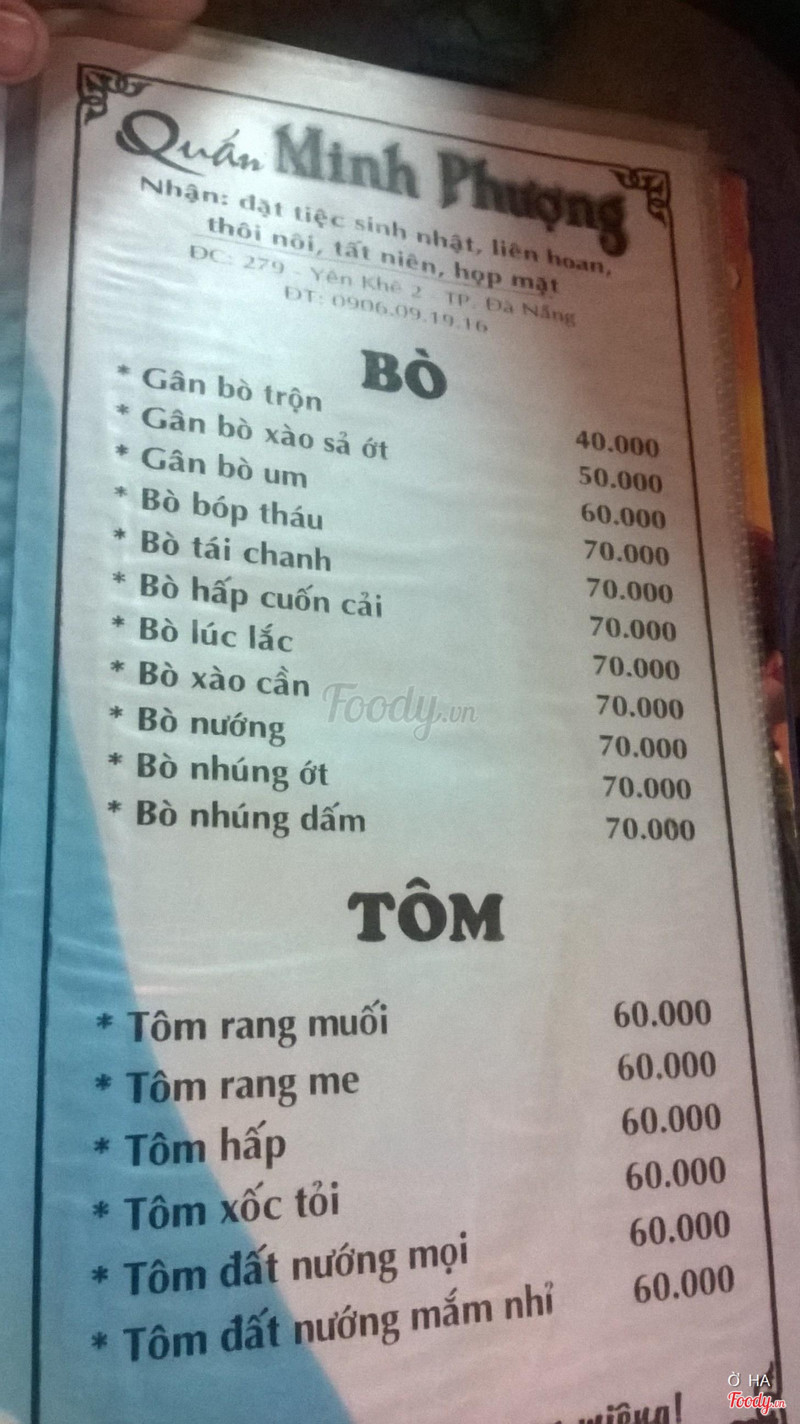 Quán Minh Phượng
Nhận: đặt tiệc sinh nhật, liên hoan,
thôi nôi, tất niên, họp mặt
ĐC: 279 - Yên Khê 2 - TP. Đà Nẵng
ĐT: 0906.09.19.16
BÒ
* Gân bò trộn 40.000
* Gân bò xào sả ớt 50.000
* Gân bò um 60.000
* Bò bóp tháu 70.000
* Bò tái chanh 70.000
* Bò hấp cuốn cải 70.000
* Bò lúc lắc 70.000
* Bò xào cần 70.000
* Bò nướng 70.000
* Bò nhúng ớt 70.000
* Bò nhúng dấm 70.000
Foody.vn
TÔM
* Tôm rang muối 60.000
* Tôm rang me 60.000
* Tôm hấp 60.000
* Tôm xốc tỏi 60.000
* Tôm đất nướng mọi 60.000
* Tôm đất nướng mắm nhỉ 60.000
miệng!
Ở HA
Foody.vn